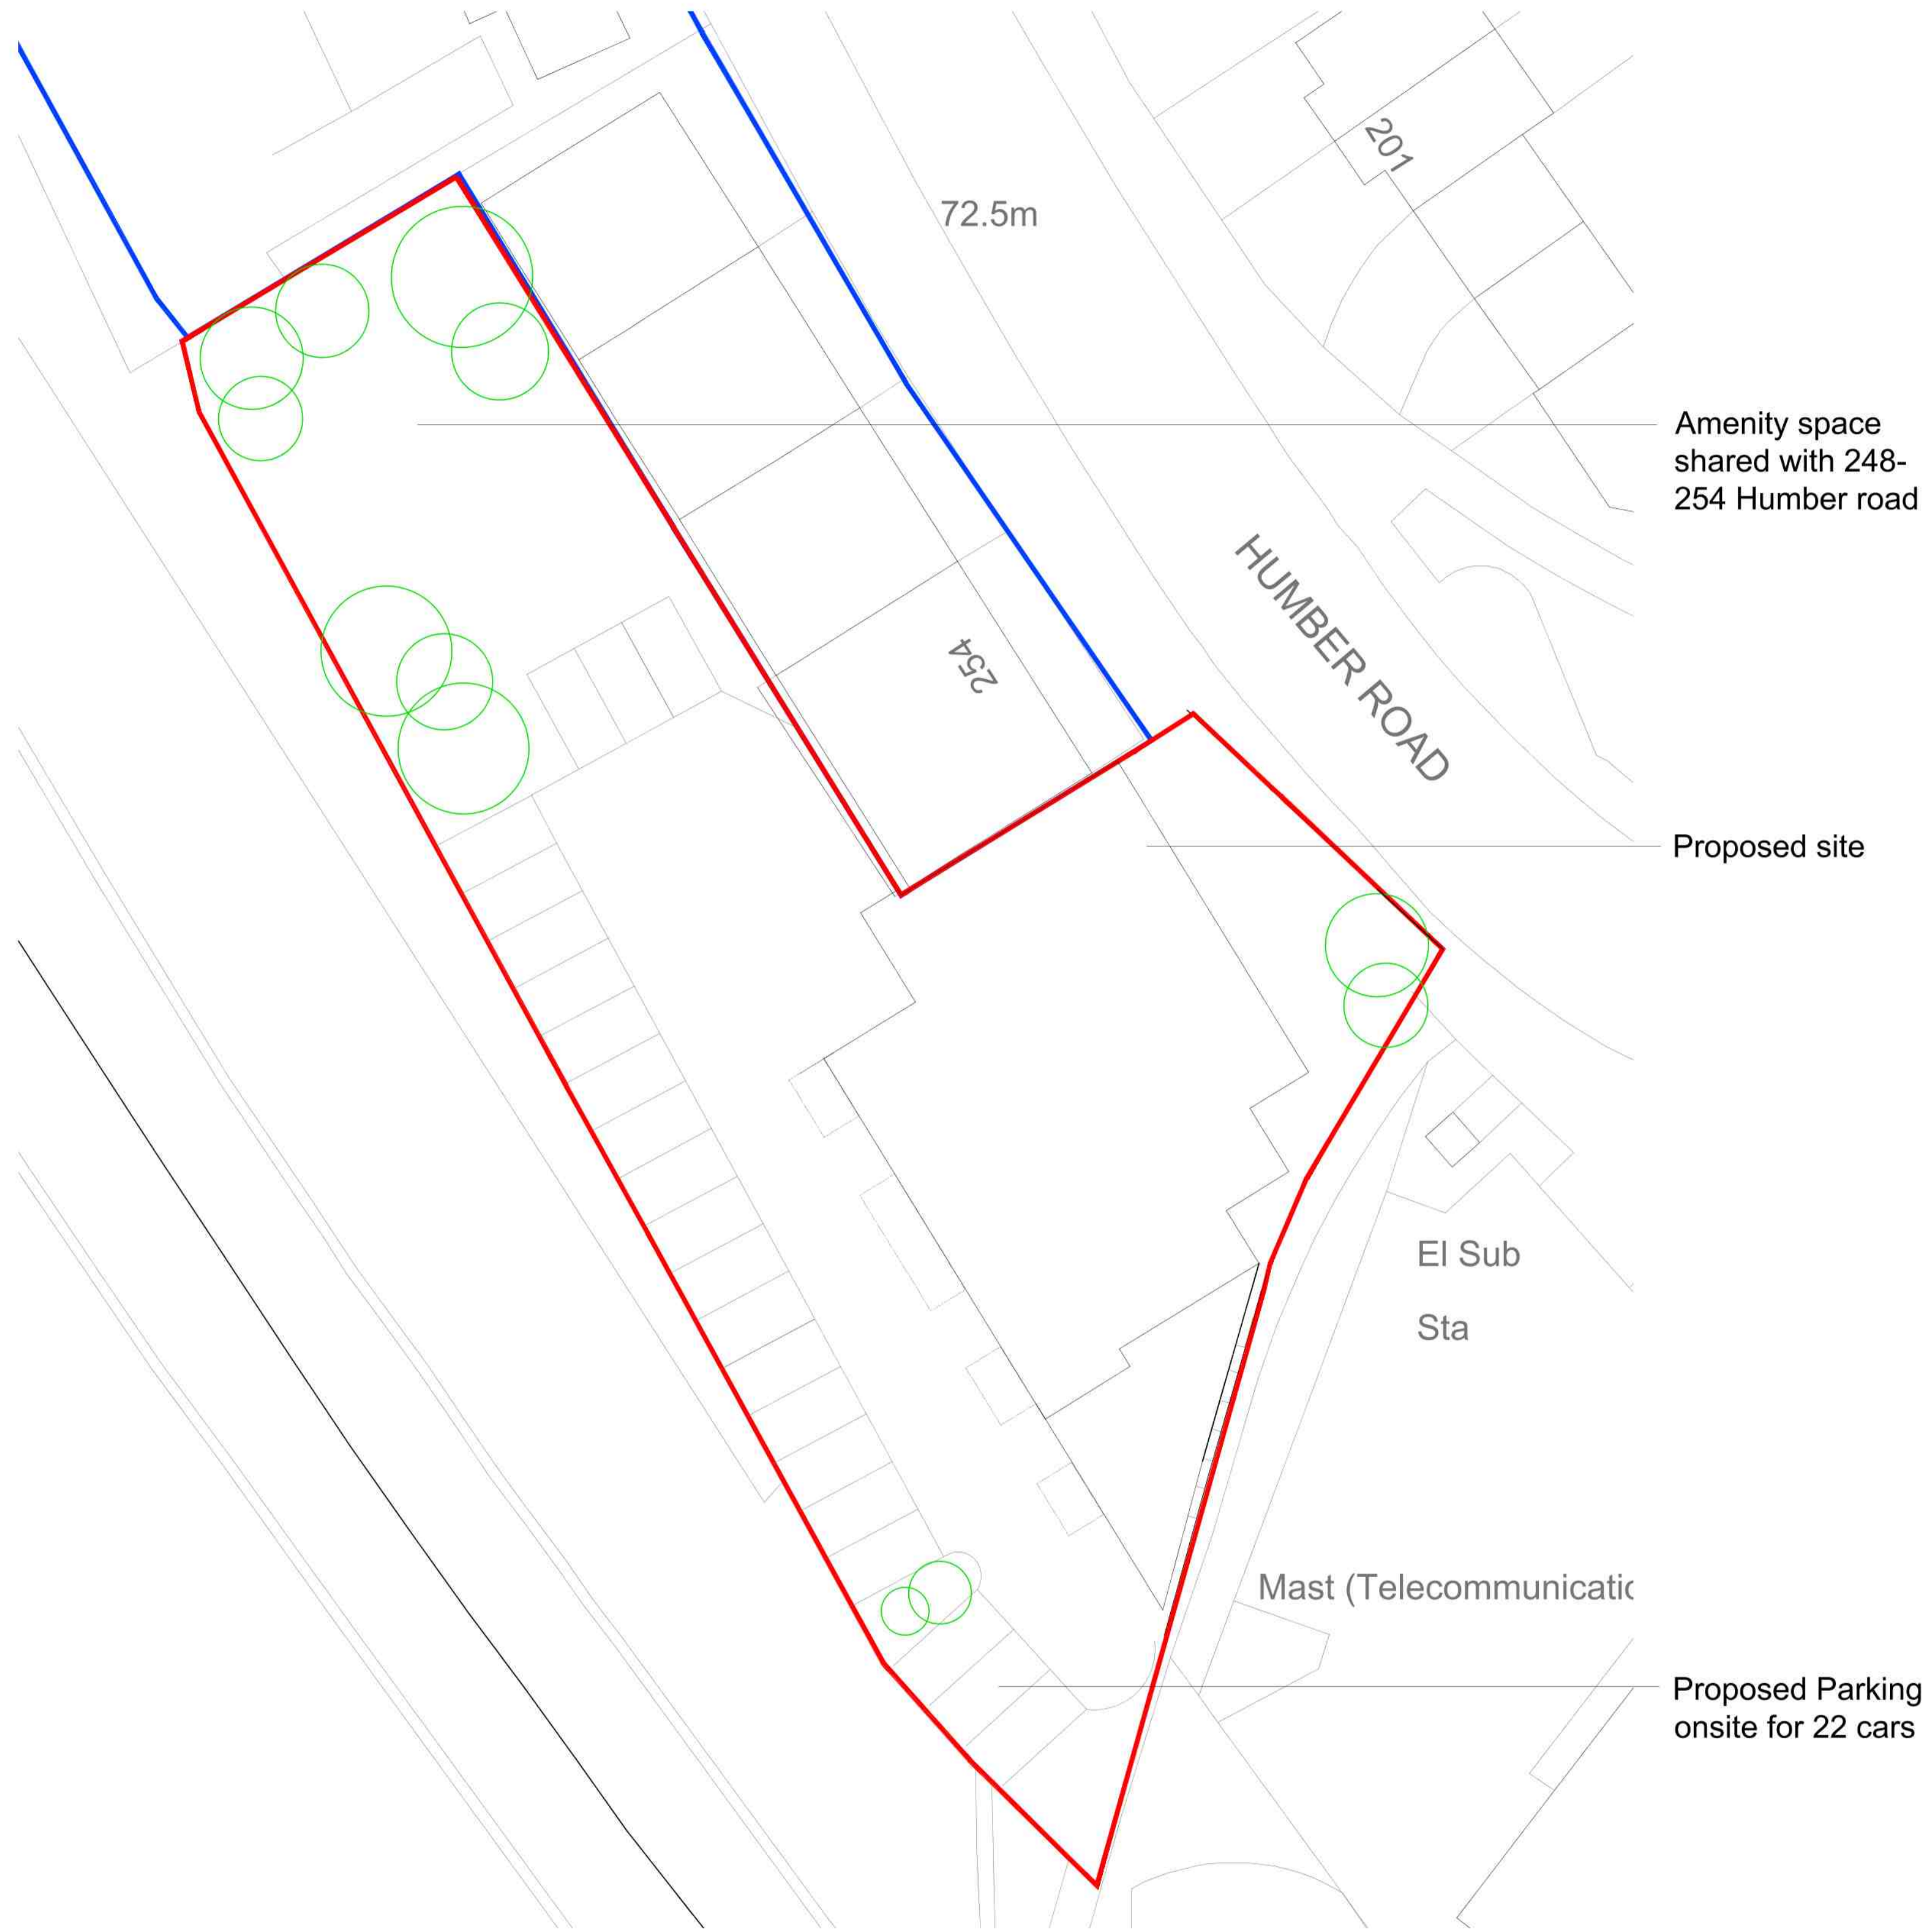 201
72.5m
Amenity space
shared with 248-
254 Humber road
HUMBER ROAD
254
Proposed site
El Sub
Sta
Mast (Telecommunicatic
Proposed Parking
onsite for 22 cars